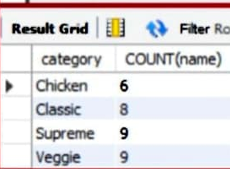 Result Grid Filter Ro
category COUNT(name)
Chicken 6
Classic 8
Supreme 9
Veggie 9